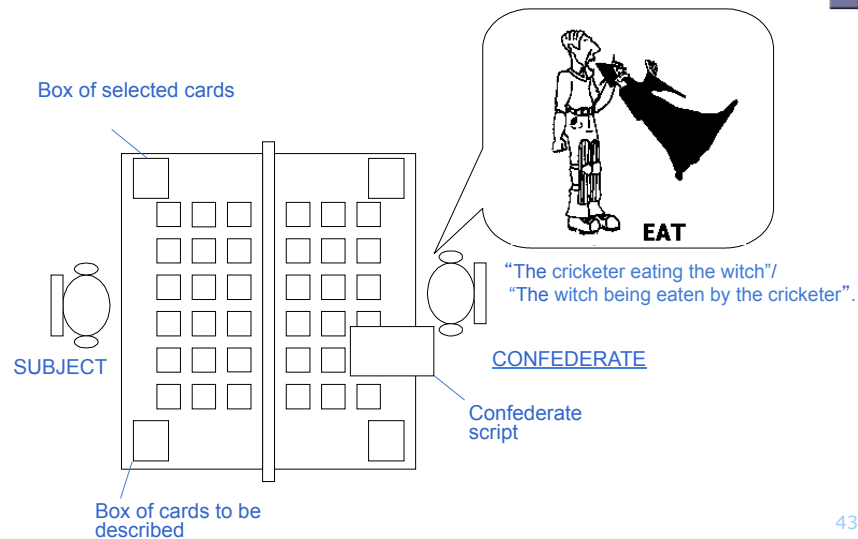 Box of selected cards
EAT
“The cricketer eating the witch”/
“The witch being eaten by the cricketer”.
SUBJECT
CONFEDERATE
Confederate
script
Box of cards to be
described
43